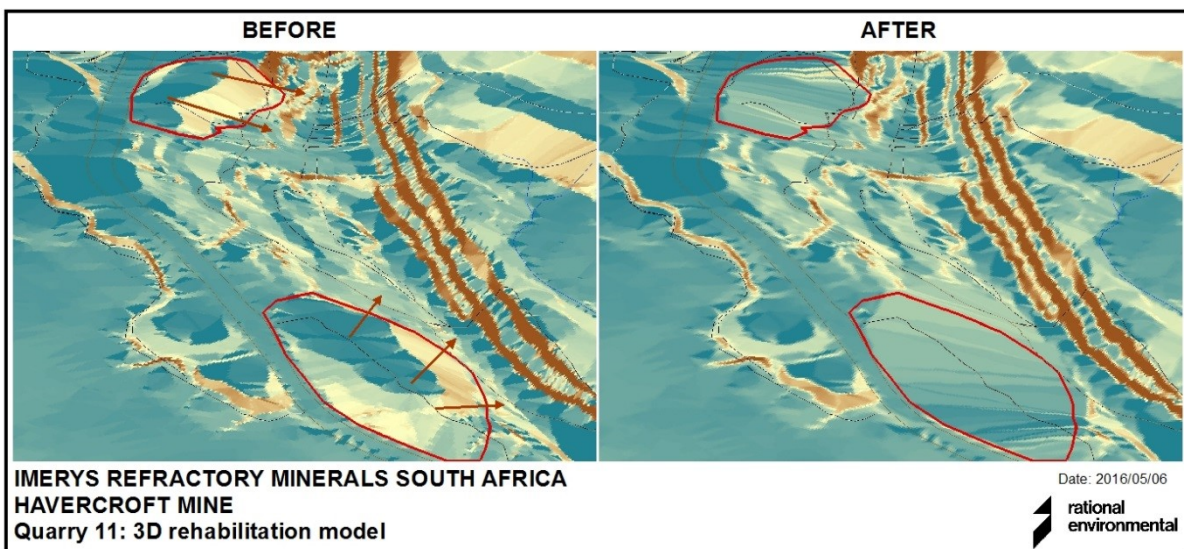 BEFORE
AFTER
IMERYS REFRACTORY MINERALS SOUTH AFRICA
HAVERCROFT MINE
Quarry 11: 3D rehabilitation model
Date: 2016/05/06
rational
environmental